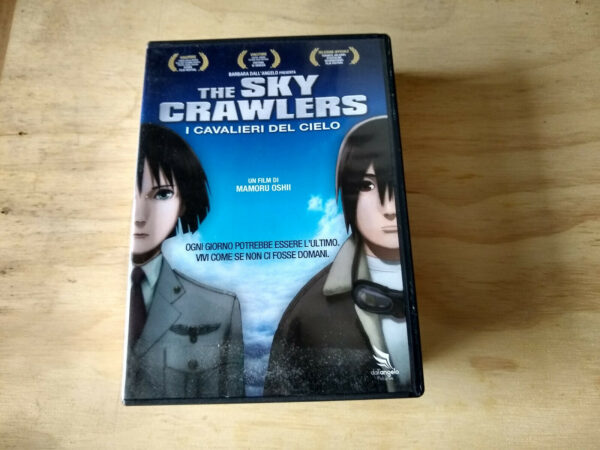 BARBARA DALL'ANGELO PRESENTA
THE SKY
CRAWLERS
I CAVALIERI DEL CIELO
UN FILM DI
MAMORU OSHII
OGNI GIORNO POTREBBE ESSERE L'ULTIMO.
VIVI COME SE NON CI FOSSE DOMANI.
dall'angelo